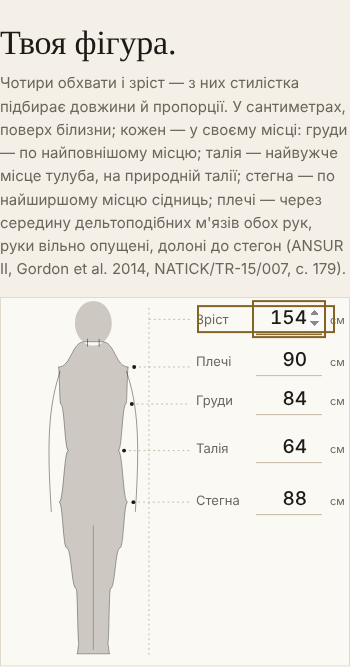 Твоя фігура.
Чотири обхвати і зріст — з них стилістка
підбирає довжини й пропорції. У сантиметрах,
поверх білизни; кожен — у своєму місці: груди
— по найповнішому місцю; талія — найвужче
місце тулуба, на природній талії; стегна — по
найширшому місцю сідниць; плечі — через
середину дельтоподібних м'язів обох рук,
руки вільно опущені, долоні до стегон (ANSUR
II, Gordon et al. 2014, NATICK/TR-15/007, с. 179).
Зріст 154 см
Плечі 90 см
Груди 84 см
Талія 64 см
Стегна 88 см